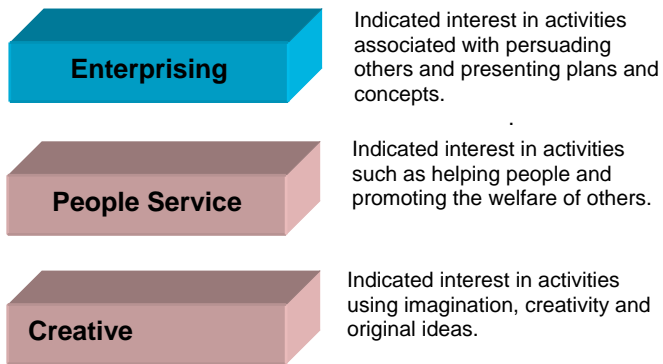 Enterprising
Indicated interest in activities
associated with persuading
others and presenting plans and
concepts.
.
People Service
Indicated interest in activities
such as helping people and
promoting the welfare of others.
Creative
Indicated interest in activities
using imagination, creativity and
original ideas.